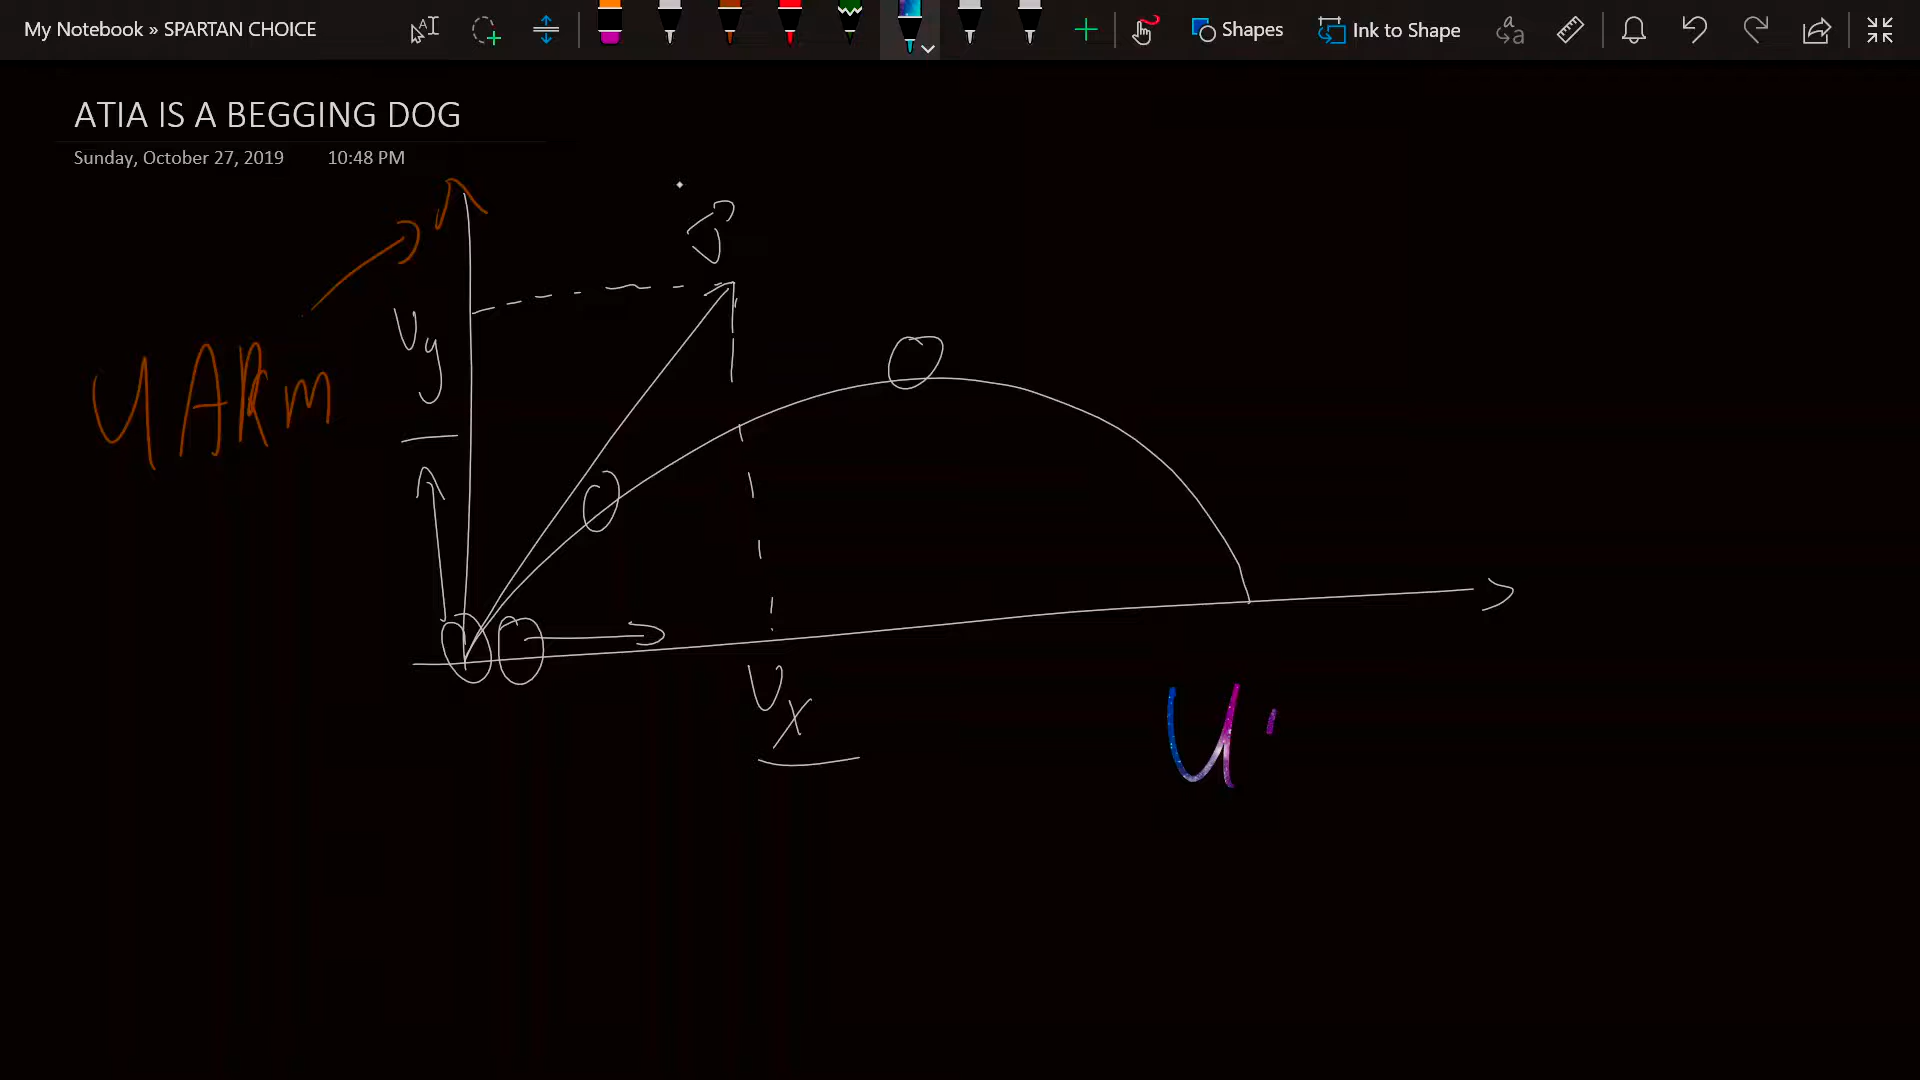 My Notebook » SPARTAN CHOICE
Shapes
Ink to Shape
ATIA IS A BEGGING DOG
Sunday, October 27, 2019 10:48 PM
Vy
UARM
Vx
U